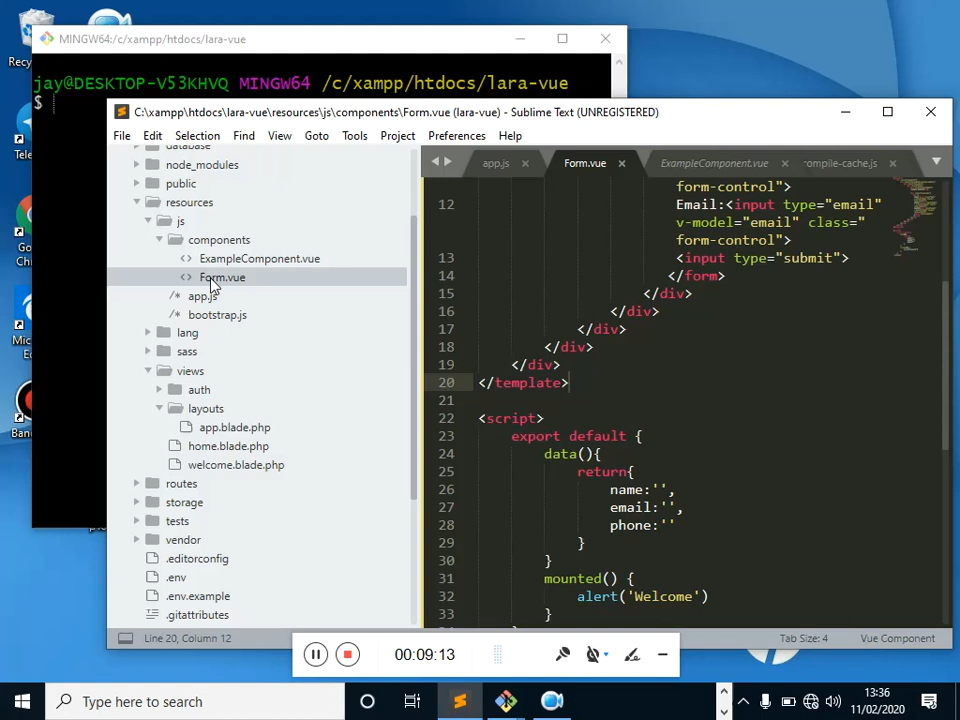 Recy
MINGW64:/c/xampp/htdocs/lara-vue
jay@DESKTOP-V53KHVQ MINGW64 /c/xampp/htdocs/lara-vue
$
C:\xampp\htdocs\lara-vue\resources\js\components\Form.vue (lara-vue) - Sublime Text (UNREGISTERED)
File Edit Selection Find View Goto Tools Project Preferences Help
Tele
Go
Chr
Mic
E
Ban
database
node_modules
public
resources
js
components
<> ExampleComponent.vue
<> Form.vue
/* app.js
/* bootstrap.js
lang
sass
views
auth
layouts
app.blade.php
home.blade.php
welcome.blade.php
routes
storage
tests
vendor
.editorconfig
.env
.env.example
.gitattributes
app.js Form.vue ExampleComponent.vue ompile-cache.js
form-control">
12 Email:<input type="email"
v-model="email" class="
form-control">
13 <input type="submit">
14 </form>
15 </div>
16 </div>
17 </div>
18 </div>
19 </div>
20 </template>
21
22 <script>
23 export default {
24 data(){
25 return{
26 name:'',
27 email:'',
28 phone:''
29 }
30 }
31 mounted() {
32 alert('Welcome')
33 }
Line 20, Column 12 Tab Size: 4 Vue Component
00:09:13
Type here to search
13:36
11/02/2020